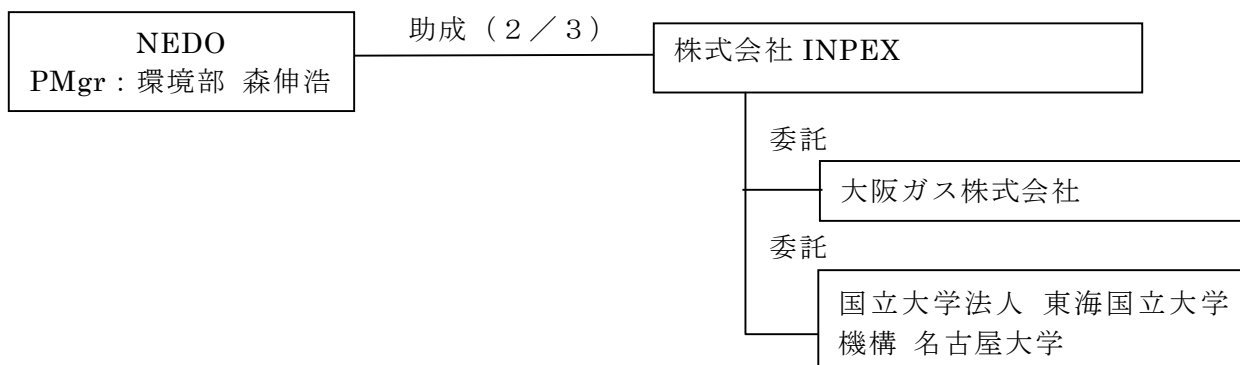 NEDO
PMgr：環境部 森伸浩
助成（２／３）
株式会社 INPEX
委託
大阪ガス株式会社
委託
国立大学法人 東海国立大学
機構 名古屋大学